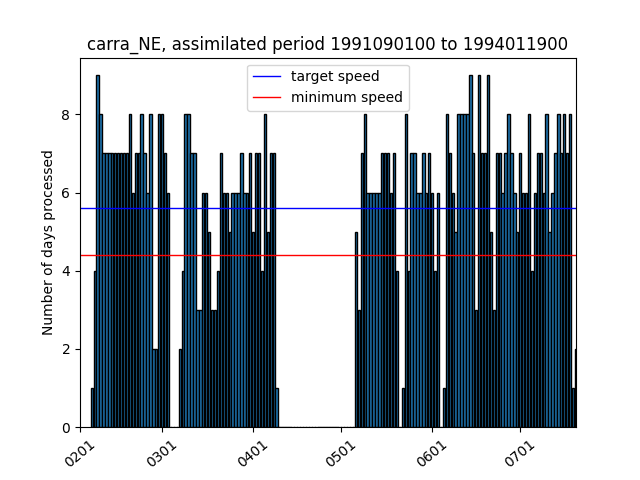 carra_NE, assimilated period 1991090100 to 1994011900
target speed
minimum speed
Number of days processed
8
6
4
2
0
0201
0301
0401
0501
0601
0701